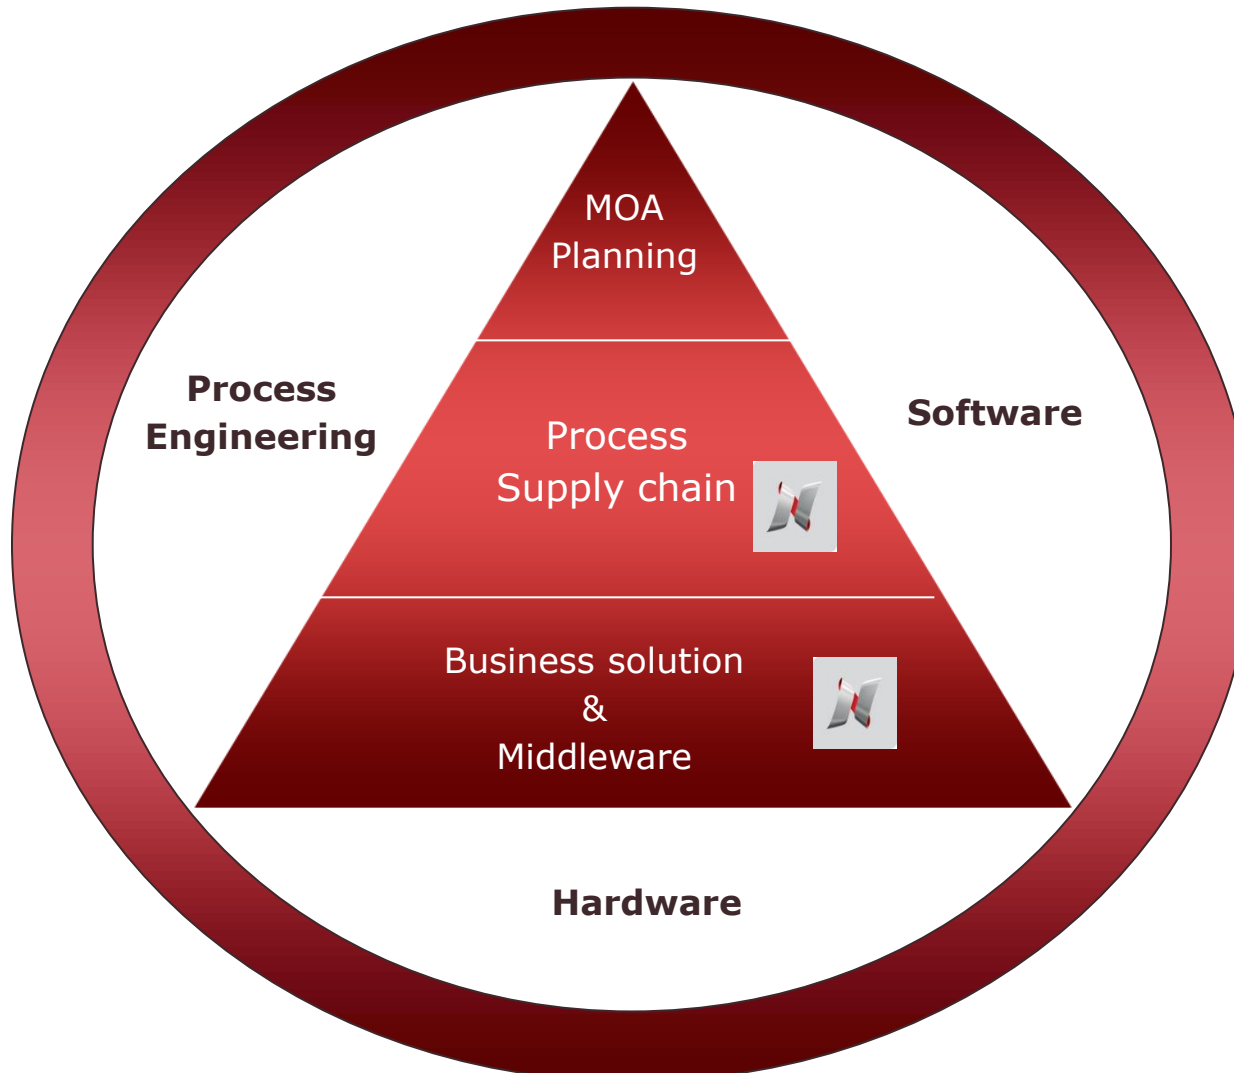 MOA
Planning
Process
Engineering
Software
Process
Supply chain
Business solution
&
Middleware
Hardware